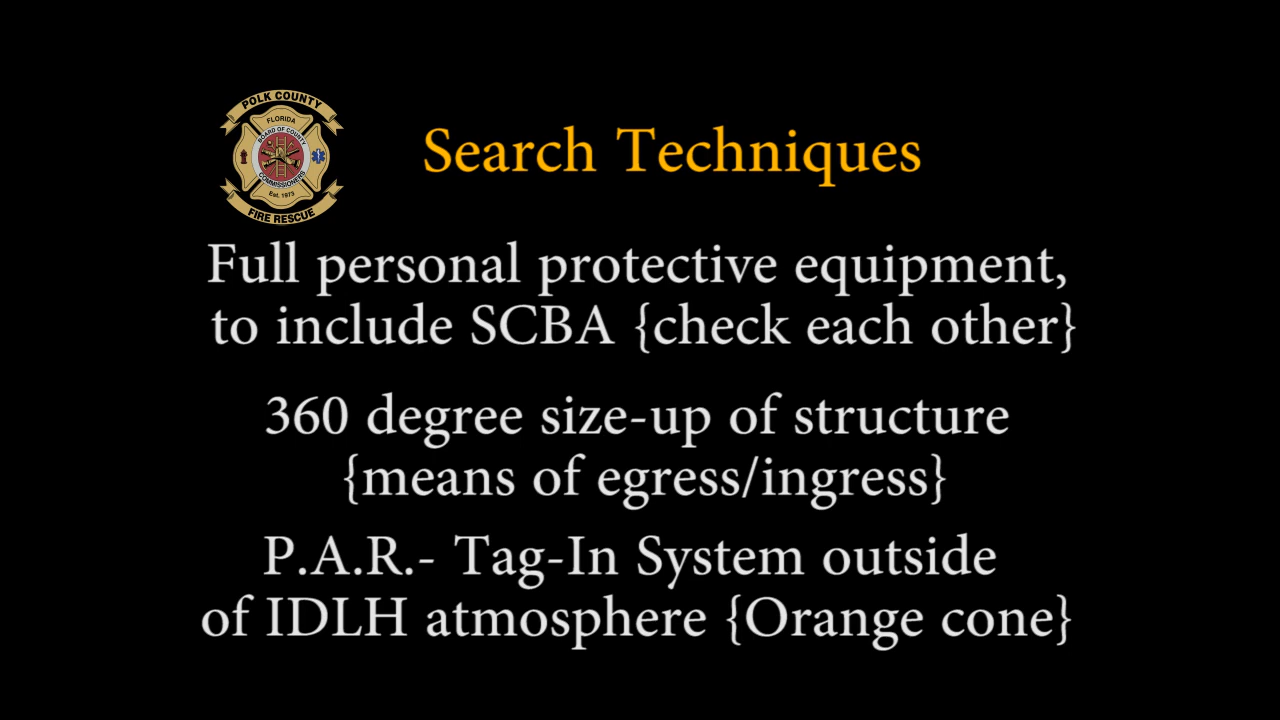 POLK COUNTY
FLORIDA
BOARD OF COUNTY
COMMISSIONERS
Est. 1973
FIRE RESCUE
Search Techniques
Full personal protective equipment,
to include SCBA {check each other}
360 degree size-up of structure
{means of egress/ingress}
P.A.R.- Tag-In System outside
of IDLH atmosphere {Orange cone}